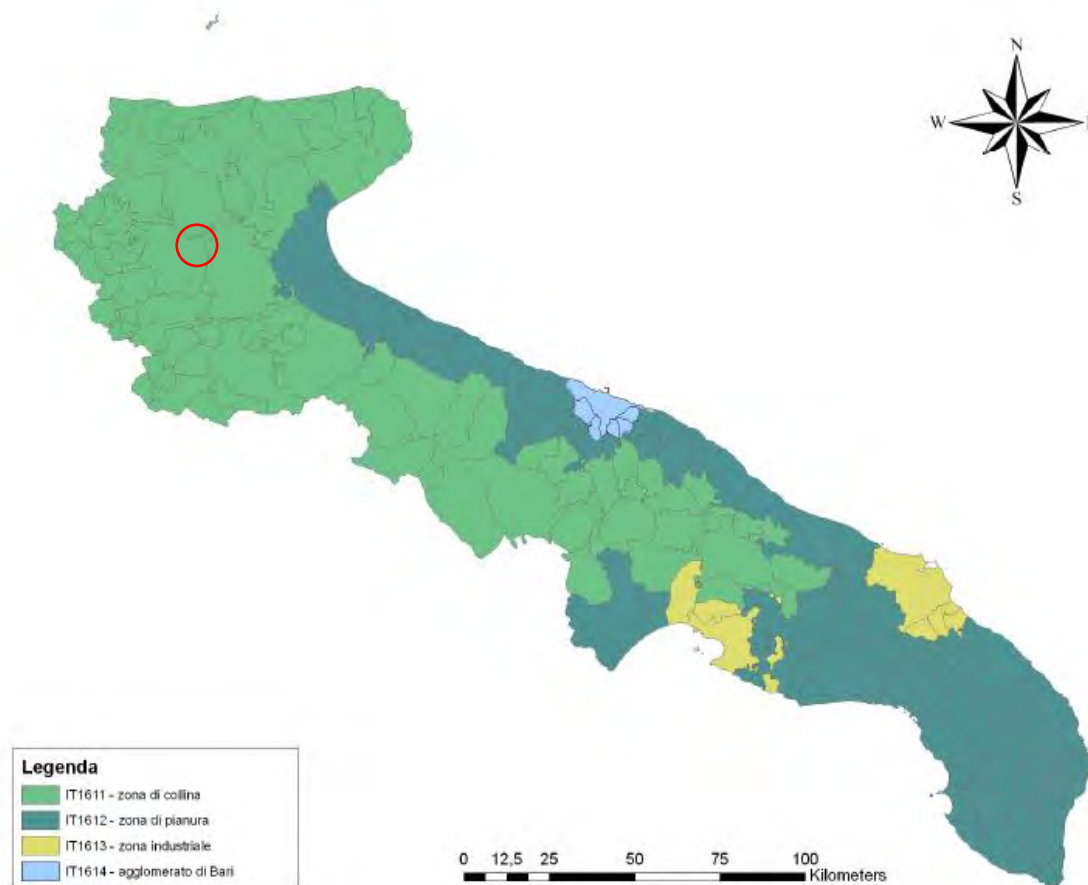 N
W
S
Legenda
IT1611 - zona di collina
IT1612 - zona di pianura
IT1613 - zona industriale
IT1614 - agglomerato di Bari
0 12,5 25 50 75 100
Kilometers